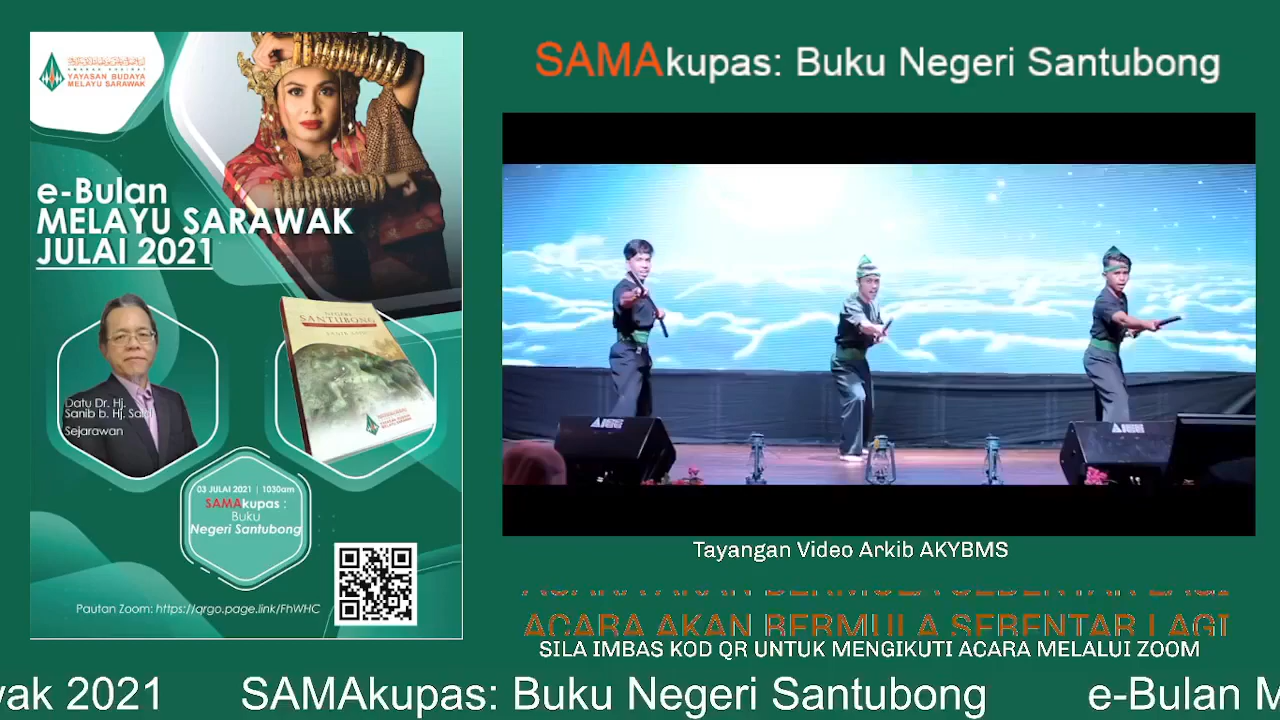 YAYASAN BUDAYA
MELAYU SARAWAK
e-Bulan
MELAYU SARAWAK
JULAI 2021
SANTUBONG
Datu Dr. Hj.
Sanib b. Hj. Said
Sejarawan
03 JULAI 2021 | 1030am
SAMAkupas :
Buku
Negeri Santubong
Pautan Zoom: https://qrgo.page.link/FhWHC
SAMAkupas: Buku Negeri Santubong
Tayangan Video Arkib AKYBMS
ACARA AKAN BERMULA SEBENTAR LAGI
SILA IMBAS KOD QR UNTUK MENGIKUTI ACARA MELALUI ZOOM
wak 2021 SAMAkupas: Buku Negeri Santubong e-Bulan M